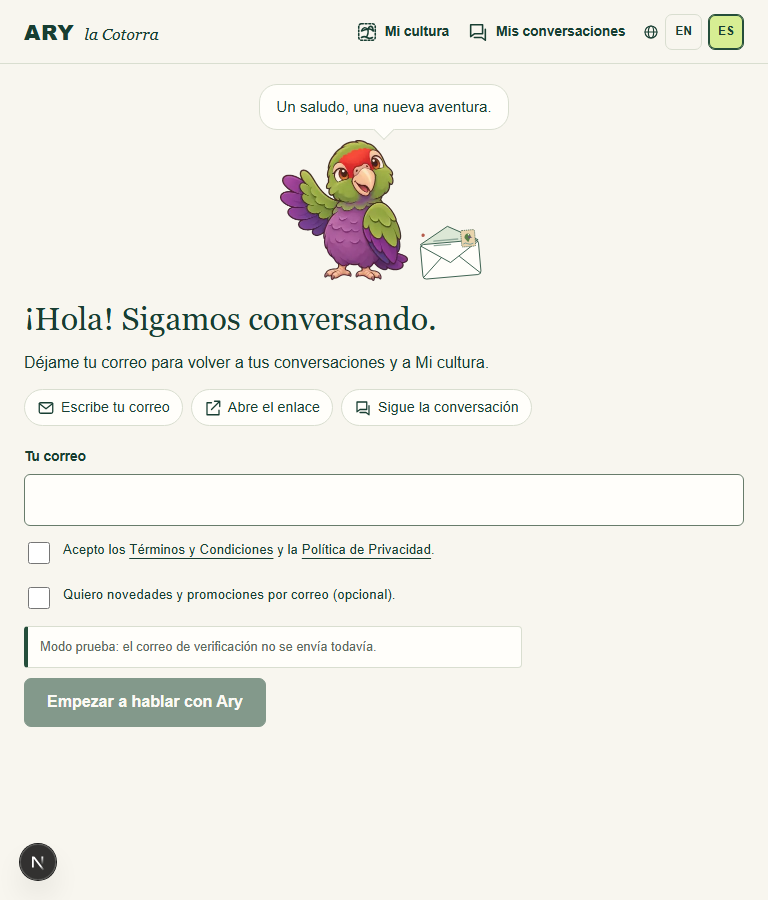 ARY la Cotorra
Mi cultura
Mis conversaciones
EN
ES
Un saludo, una nueva aventura.
¡Hola! Sigamos conversando.
Déjame tu correo para volver a tus conversaciones y a Mi cultura.
Escribe tu correo
Abre el enlace
Sigue la conversación
Tu correo
Acepto los Términos y Condiciones y la Política de Privacidad.
Quiero novedades y promociones por correo (opcional).
Modo prueba: el correo de verificación no se envía todavía.
Empezar a hablar con Ary
N